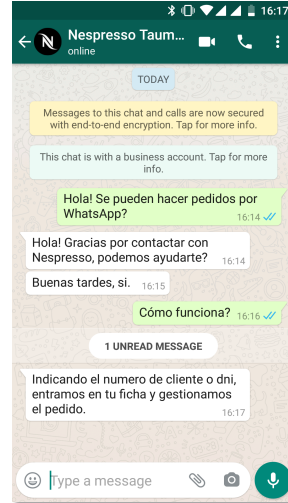 16:17
Nespresso Taum...
online
TODAY
Messages to this chat and calls are now secured
with end-to-end encryption. Tap for more info.
This chat is with a business account. Tap for more
info.
Hola! Se pueden hacer pedidos por
WhatsApp?
16:14
Hola! Gracias por contactar con
Nespresso, podemos ayudarte?
16:14
Buenas tardes, si.
16:15
Cómo funciona?
16:16
1 UNREAD MESSAGE
Indicando el numero de cliente o dni,
entramos en tu ficha y gestionamos
el pedido.
16:17
Type a message